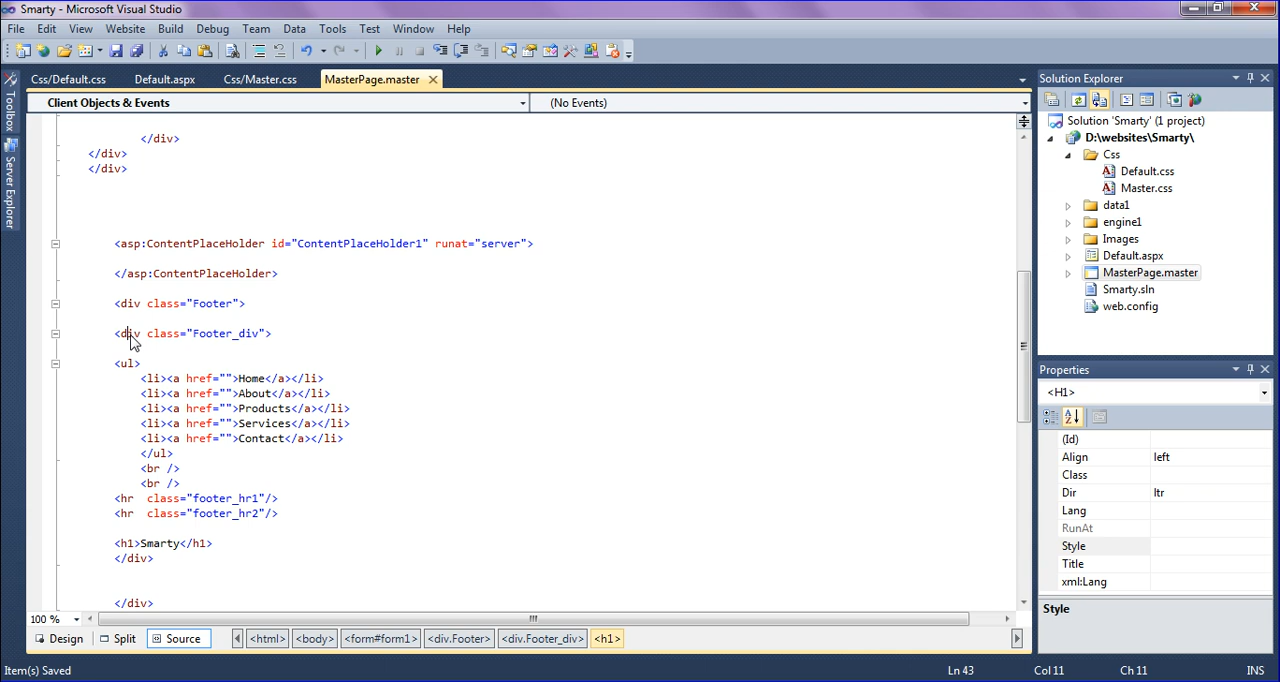 Smarty - Microsoft Visual Studio
File Edit View Website Build Debug Team Data Tools Test Window Help
Css/Default.css Default.aspx Css/Master.css MasterPage.master
Client Objects & Events (No Events)
Toolbox
Server Explorer
</div>
</div>
</div>
<asp:ContentPlaceHolder id="ContentPlaceHolder1" runat="server">
</asp:ContentPlaceHolder>
<div class="Footer">
<div class="Footer_div">
<ul>
<li><a href="">Home</a></li>
<li><a href="">About</a></li>
<li><a href="">Products</a></li>
<li><a href="">Services</a></li>
<li><a href="">Contact</a></li>
</ul>
<br />
<br />
<hr class="footer_hr1"/>
<hr class="footer_hr2"/>
<h1>Smarty</h1>
</div>
</div>
100 %
Design Split Source <html> <body> <form#form1> <div.Footer> <div.Footer_div> <h1>
Item(s) Saved Ln 43 Col 11 Ch 11 INS
Solution Explorer
Solution 'Smarty' (1 project)
D:\websites\Smarty\
Css
Default.css
Master.css
data1
engine1
Images
Default.aspx
MasterPage.master
Smarty.sln
web.config
Properties
<H1>
(Id)
Align left
Class
Dir ltr
Lang
RunAt
Style
Title
xml:Lang
Style